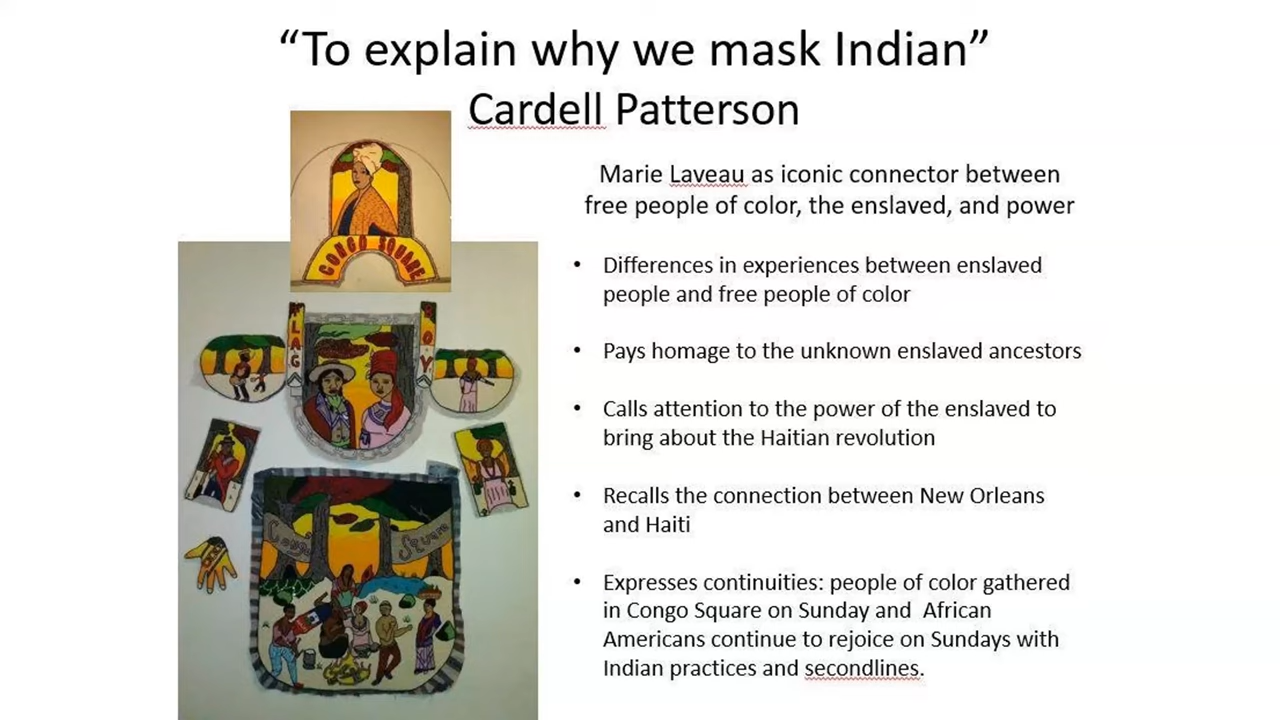 “To explain why we mask Indian”
Cardell Patterson
CONGO SQUARE
FLAG
BOY
Congo
Square
Marie Laveau as iconic connector between
free people of color, the enslaved, and power
• Differences in experiences between enslaved
people and free people of color
• Pays homage to the unknown enslaved ancestors
• Calls attention to the power of the enslaved to
bring about the Haitian revolution
• Recalls the connection between New Orleans
and Haiti
• Expresses continuities: people of color gathered
in Congo Square on Sunday and African
Americans continue to rejoice on Sundays with
Indian practices and secondlines.